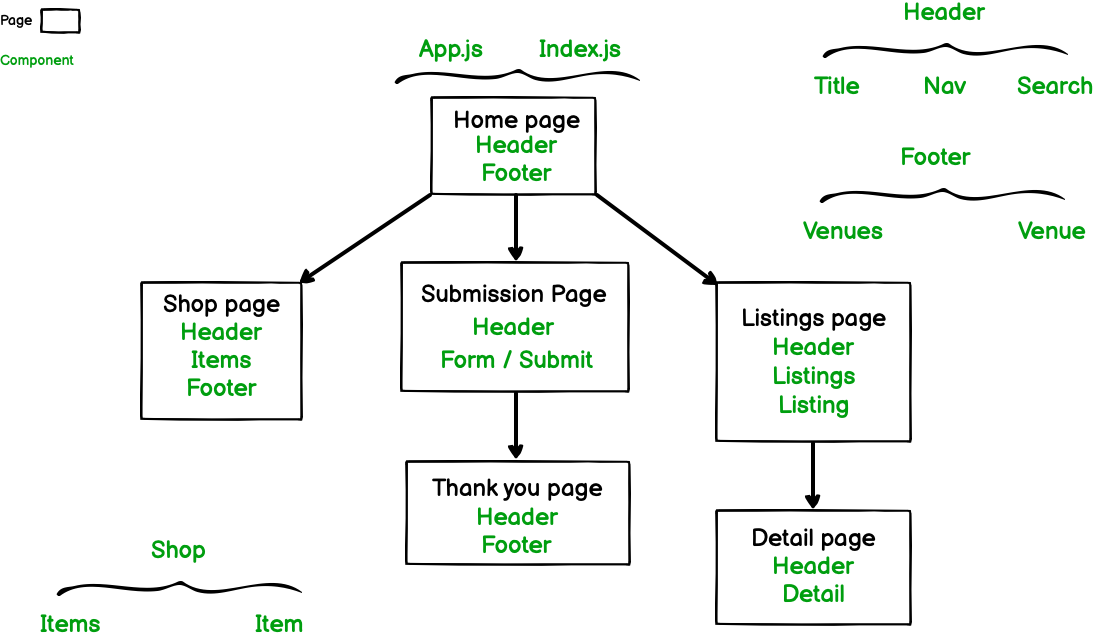 Page
Component
App.js Index.js
Home page
Header
Footer
Header
Title Nav Search
Footer
Venues Venue
Shop page
Header
Items
Footer
Submission Page
Header
Form / Submit
Listings page
Header
Listings
Listing
Thank you page
Header
Footer
Detail page
Header
Detail
Shop
Items Item